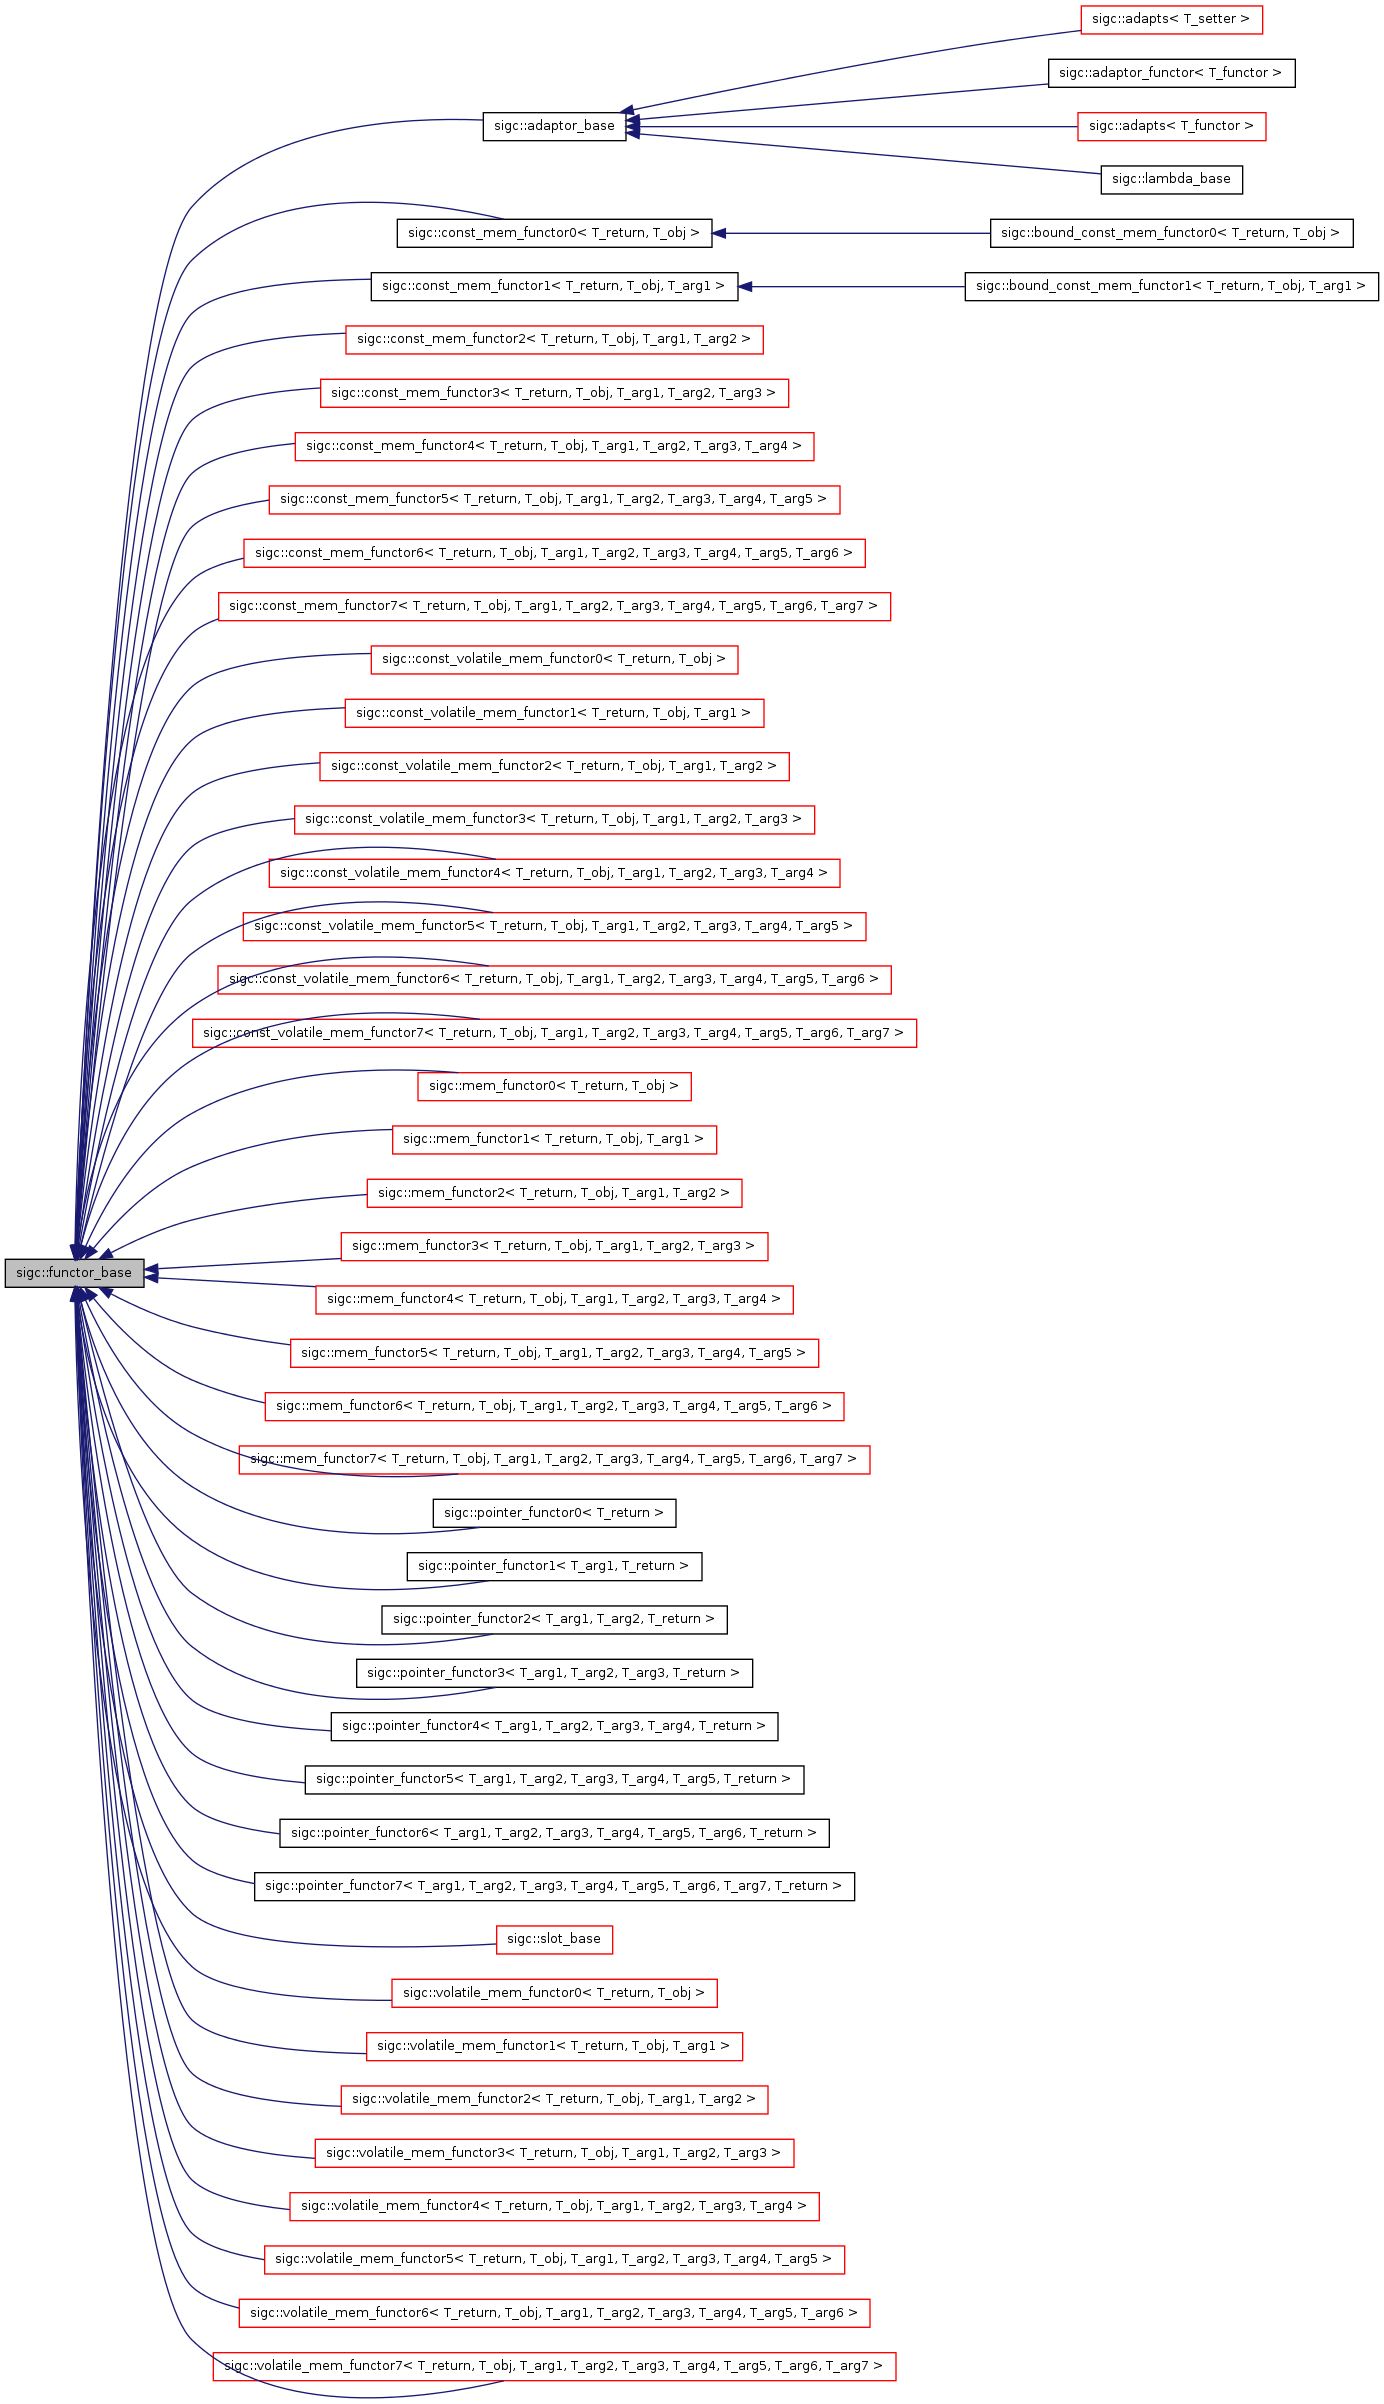 sigc::adapts< T_setter >
sigc::adaptor_functor< T_functor >
sigc::adaptor_base
sigc::adapts< T_functor >
sigc::lambda_base
sigc::const_mem_functor0< T_return, T_obj >
sigc::bound_const_mem_functor0< T_return, T_obj >
sigc::const_mem_functor1< T_return, T_obj, T_arg1 >
sigc::bound_const_mem_functor1< T_return, T_obj, T_arg1 >
sigc::const_mem_functor2< T_return, T_obj, T_arg1, T_arg2 >
sigc::const_mem_functor3< T_return, T_obj, T_arg1, T_arg2, T_arg3 >
sigc::const_mem_functor4< T_return, T_obj, T_arg1, T_arg2, T_arg3, T_arg4 >
sigc::const_mem_functor5< T_return, T_obj, T_arg1, T_arg2, T_arg3, T_arg4, T_arg5 >
sigc::const_mem_functor6< T_return, T_obj, T_arg1, T_arg2, T_arg3, T_arg4, T_arg5, T_arg6 >
sigc::const_mem_functor7< T_return, T_obj, T_arg1, T_arg2, T_arg3, T_arg4, T_arg5, T_arg6, T_arg7 >
sigc::const_volatile_mem_functor0< T_return, T_obj >
sigc::const_volatile_mem_functor1< T_return, T_obj, T_arg1 >
sigc::const_volatile_mem_functor2< T_return, T_obj, T_arg1, T_arg2 >
sigc::const_volatile_mem_functor3< T_return, T_obj, T_arg1, T_arg2, T_arg3 >
sigc::const_volatile_mem_functor4< T_return, T_obj, T_arg1, T_arg2, T_arg3, T_arg4 >
sigc::const_volatile_mem_functor5< T_return, T_obj, T_arg1, T_arg2, T_arg3, T_arg4, T_arg5 >
sigc::const_volatile_mem_functor6< T_return, T_obj, T_arg1, T_arg2, T_arg3, T_arg4, T_arg5, T_arg6 >
sigc::const_volatile_mem_functor7< T_return, T_obj, T_arg1, T_arg2, T_arg3, T_arg4, T_arg5, T_arg6, T_arg7 >
sigc::mem_functor0< T_return, T_obj >
sigc::mem_functor1< T_return, T_obj, T_arg1 >
sigc::mem_functor2< T_return, T_obj, T_arg1, T_arg2 >
sigc::mem_functor3< T_return, T_obj, T_arg1, T_arg2, T_arg3 >
sigc::functor_base
sigc::mem_functor4< T_return, T_obj, T_arg1, T_arg2, T_arg3, T_arg4 >
sigc::mem_functor5< T_return, T_obj, T_arg1, T_arg2, T_arg3, T_arg4, T_arg5 >
sigc::mem_functor6< T_return, T_obj, T_arg1, T_arg2, T_arg3, T_arg4, T_arg5, T_arg6 >
sigc::mem_functor7< T_return, T_obj, T_arg1, T_arg2, T_arg3, T_arg4, T_arg5, T_arg6, T_arg7 >
sigc::pointer_functor0< T_return >
sigc::pointer_functor1< T_arg1, T_return >
sigc::pointer_functor2< T_arg1, T_arg2, T_return >
sigc::pointer_functor3< T_arg1, T_arg2, T_arg3, T_return >
sigc::pointer_functor4< T_arg1, T_arg2, T_arg3, T_arg4, T_return >
sigc::pointer_functor5< T_arg1, T_arg2, T_arg3, T_arg4, T_arg5, T_return >
sigc::pointer_functor6< T_arg1, T_arg2, T_arg3, T_arg4, T_arg5, T_arg6, T_return >
sigc::pointer_functor7< T_arg1, T_arg2, T_arg3, T_arg4, T_arg5, T_arg6, T_arg7, T_return >
sigc::slot_base
sigc::volatile_mem_functor0< T_return, T_obj >
sigc::volatile_mem_functor1< T_return, T_obj, T_arg1 >
sigc::volatile_mem_functor2< T_return, T_obj, T_arg1, T_arg2 >
sigc::volatile_mem_functor3< T_return, T_obj, T_arg1, T_arg2, T_arg3 >
sigc::volatile_mem_functor4< T_return, T_obj, T_arg1, T_arg2, T_arg3, T_arg4 >
sigc::volatile_mem_functor5< T_return, T_obj, T_arg1, T_arg2, T_arg3, T_arg4, T_arg5 >
sigc::volatile_mem_functor6< T_return, T_obj, T_arg1, T_arg2, T_arg3, T_arg4, T_arg5, T_arg6 >
sigc::volatile_mem_functor7< T_return, T_obj, T_arg1, T_arg2, T_arg3, T_arg4, T_arg5, T_arg6, T_arg7 >